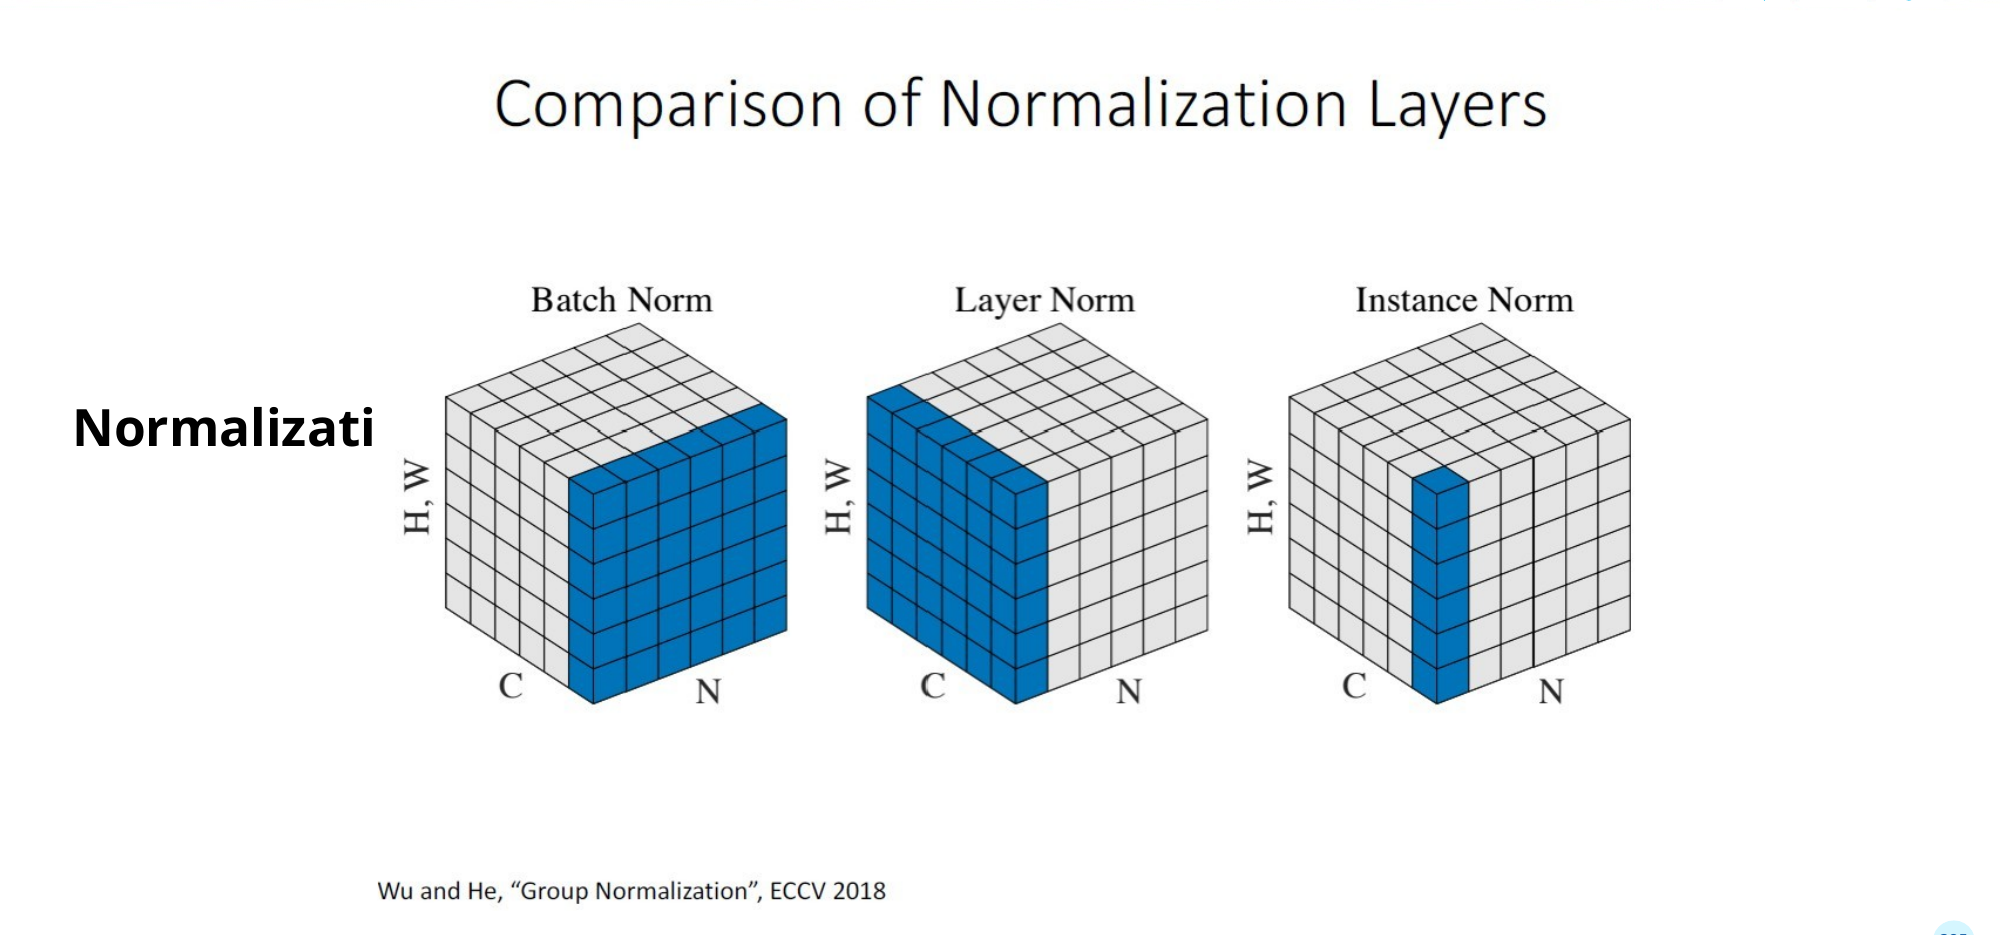 Comparison of Normalization Layers
Batch Norm
Layer Norm
Instance Norm
Normalizati
H, W
C
N
H, W
C
N
H, W
C
N
Wu and He, “Group Normalization”, ECCV 2018